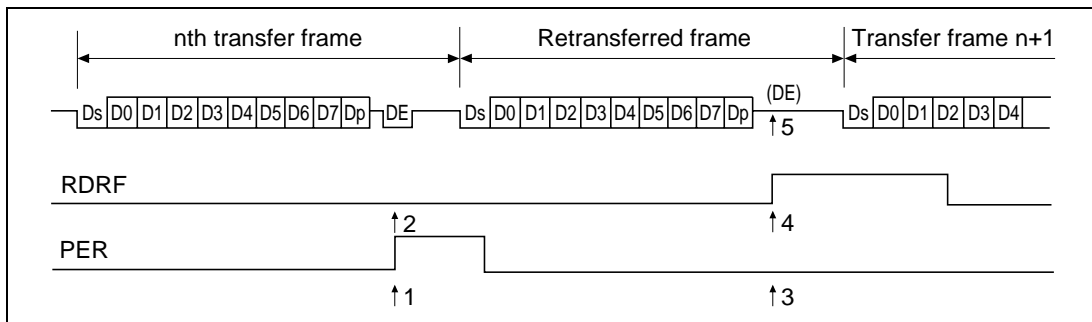 nth transfer frame Retransferred frame Transfer frame n+1
(DE)
Ds D0 D1 D2 D3 D4 D5 D6 D7 Dp DE Ds D0 D1 D2 D3 D4 D5 D6 D7 Dp Ds D0 D1 D2 D3 D4
5
RDRF
2 4
PER
1 3